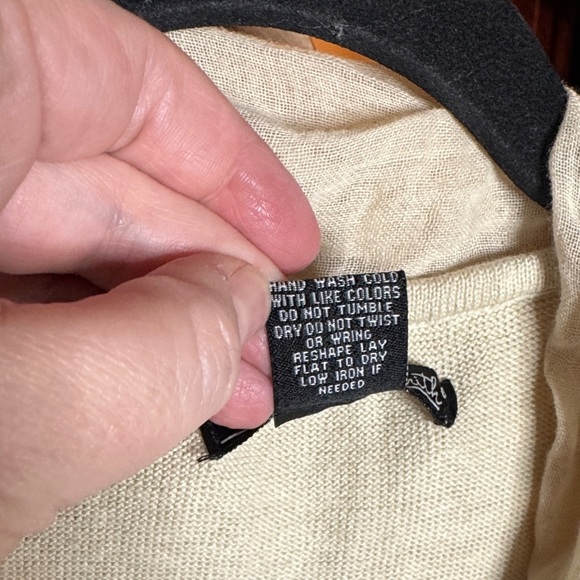 HAND WASH COLD
WITH LIKE COLORS
DO NOT TUMBLE
DRY DO NOT TWIST
OR WRING
RESHAPE LAY
FLAT TO DRY
LOW IRON IF
NEEDED